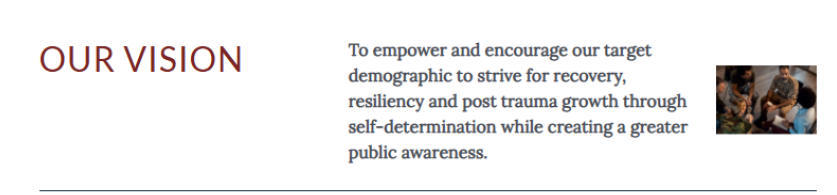 OUR VISION
To empower and encourage our target
demographic to strive for recovery,
resiliency and post trauma growth through
self-determination while creating a greater
public awareness.